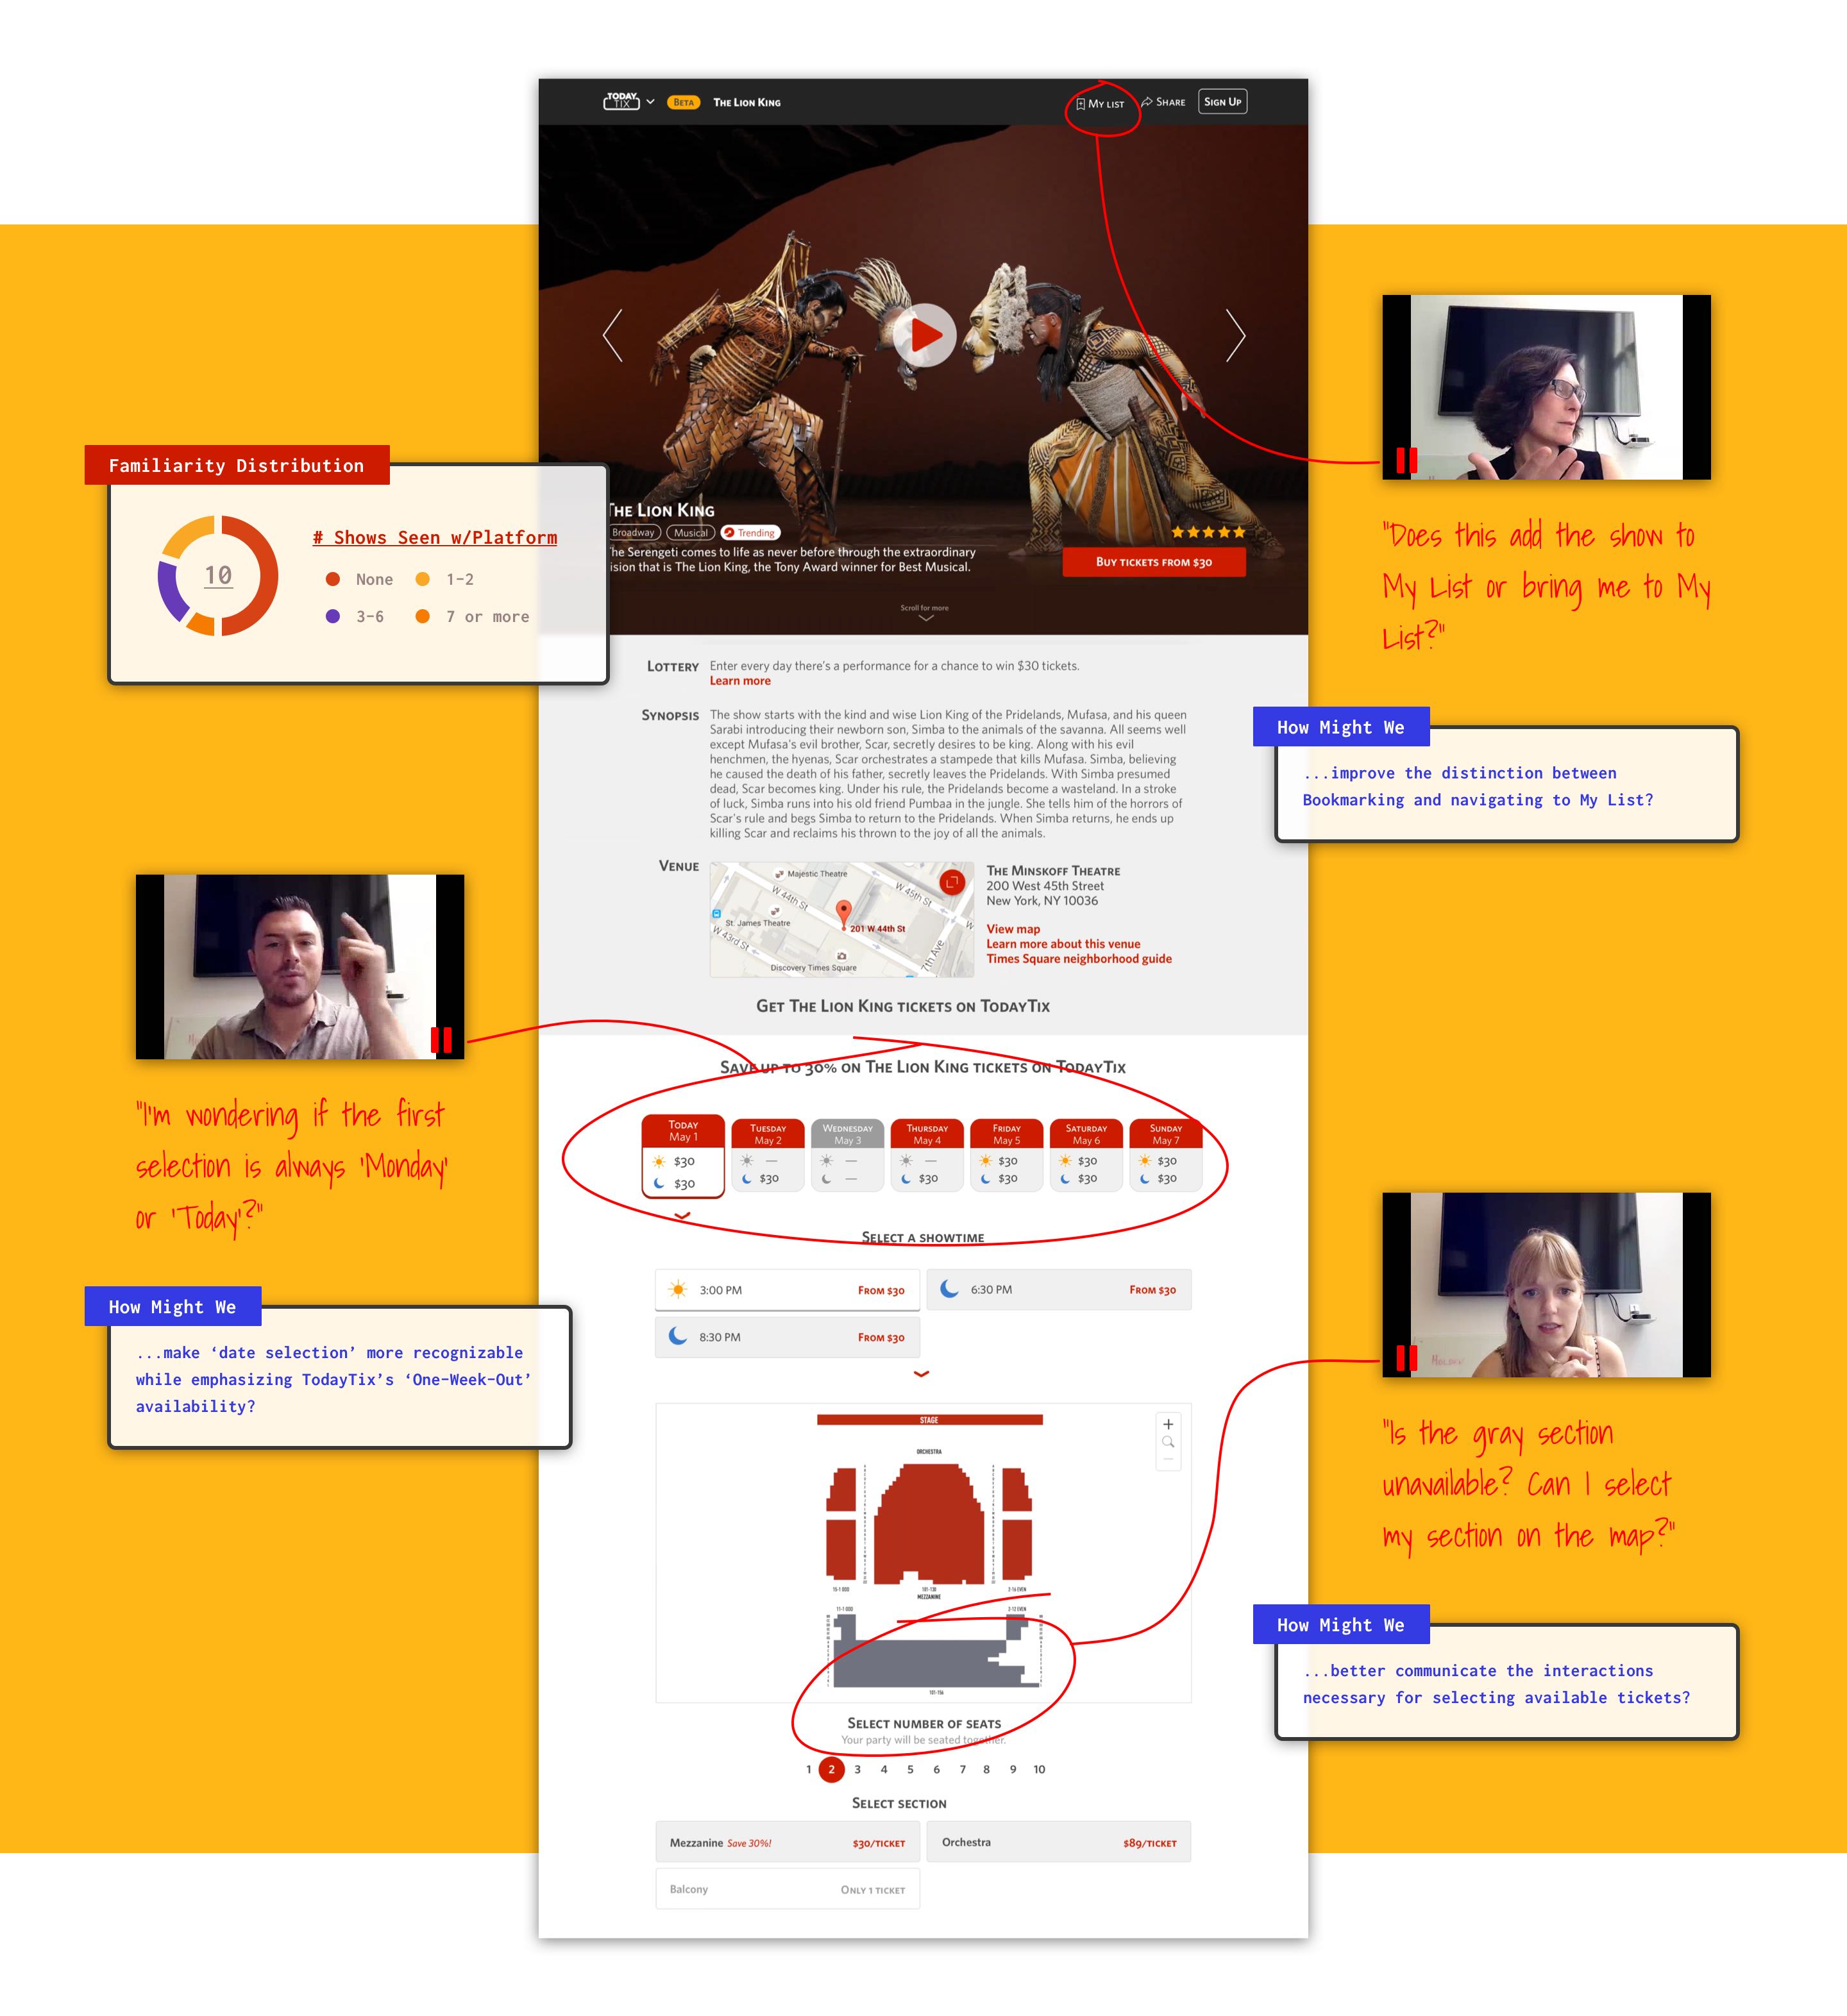 TODAY
TIX
BETA
THE LION KING
MY LIST
SHARE
SIGN UP
THE LION KING
Broadway
Musical
Trending
he Serengeti comes to life as never before through the extraordinary
ision that is The Lion King, the Tony Award winner for Best Musical.
BUY TICKETS FROM $30
Scroll for more
Familiarity Distribution
10
# Shows Seen w/Platform
None
1-2
3-6
7 or more
"Does this add the show to
My List or bring me to My
List?"
How Might We
...improve the distinction between
Bookmarking and navigating to My List?
LOTTERY
Enter every day there's a performance for a chance to win $30 tickets.
Learn more
SYNOPSIS
The show starts with the kind and wise Lion King of the Pridelands, Mufasa, and his queen
Sarabi introducing their newborn son, Simba to the animals of the savanna. All seems well
except Mufasa's evil brother, Scar, secretly desires to be king. Along with his evil
henchmen, the hyenas, Scar orchestrates a stampede that kills Mufasa. Simba, believing
he caused the death of his father, secretly leaves the Pridelands. With Simba presumed
dead, Scar becomes king. Under his rule, the Pridelands become a wasteland. In a stroke
of luck, Simba runs into his old friend Pumbaa in the jungle. She tells him of the horrors of
Scar's rule and begs Simba to return to the Pridelands. When Simba returns, he ends up
killing Scar and reclaims his thrown to the joy of all the animals.
VENUE
Majestic Theatre
W 45th St
W 44th St
St. James Theatre
201 W 44th St
W
W 43rd St
7th Ave
Discovery Times Square
THE MINSKOFF THEATRE
200 West 45th Street
New York, NY 10036
View map
Learn more about this venue
Times Square neighborhood guide
GET THE LION KING TICKETS ON TODAYTIX
"I'm wondering if the first
selection is always 'Monday'
or 'Today'?"
How Might We
...make ‘date selection’ more recognizable
while emphasizing TodayTix’s ‘One-Week-Out’
availability?
SAVE UP TO 30% ON THE LION KING TICKETS ON TODAYTIX
TODAY
May 1
$30
$30
TUESDAY
May 2
—
$30
WEDNESDAY
May 3
—
—
THURSDAY
May 4
—
$30
FRIDAY
May 5
$30
$30
SATURDAY
May 6
$30
$30
SUNDAY
May 7
$30
$30
SELECT A SHOWTIME
3:00 PM
FROM $30
6:30 PM
FROM $30
8:30 PM
FROM $30
STAGE
ORCHESTRA
15-1 ODD
101-130
2-16 EVEN
MEZZANINE
11-1 ODD
2-12 EVEN
101-156
"Is the gray section
unavailable? Can I select
my section on the map?"
How Might We
...better communicate the interactions
necessary for selecting available tickets?
SELECT NUMBER OF SEATS
Your party will be seated together.
1 2 3 4 5 6 7 8 9 10
SELECT SECTION
Mezzanine Save 30%!
$30/TICKET
Orchestra
$89/TICKET
Balcony
ONLY 1 TICKET